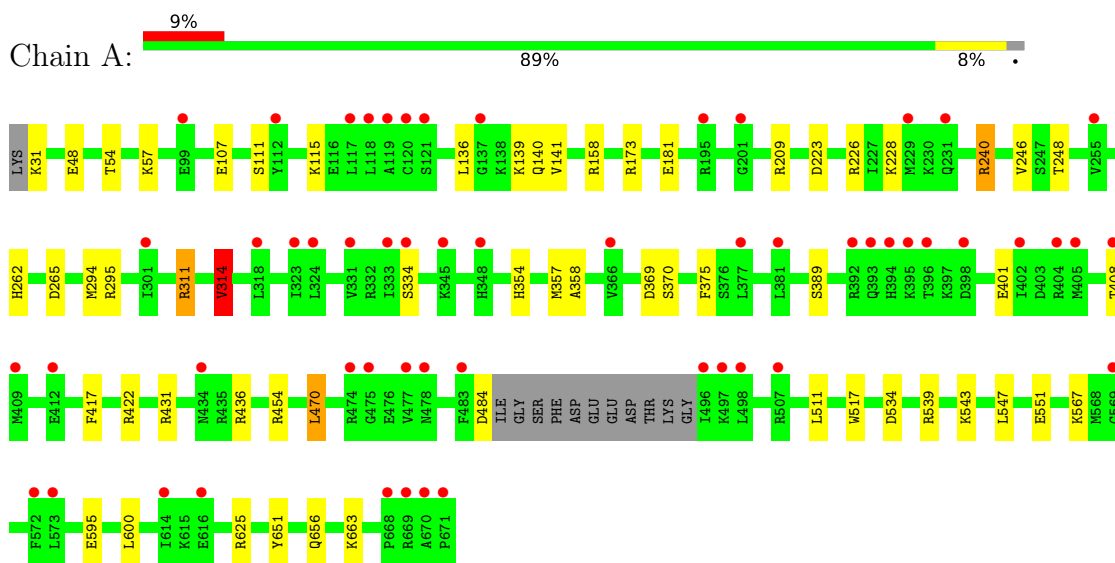 9%
Chain A:
89% 8% •
LYS K31 E48 T54 K57 E99 E107 S111 Y112 K115 E116 L117 L118 A119 C120 S121 L136 G137 K138 K139 Q140 V141 R158 R173 E181 R195 G201 R209 D223 R226 I227 K228 M229 K230 Q231 R240 V246 S247 T248 V255
H262 D265 M294 R295 I301 R311 V314 L318 I323 L324 V331 R332 I333 S334 K345 H348 H354 M357 A358 V366 D369 S370 F375 S376 L377 L381 S389 R392 Q393 H394 K395 T396 K397 D398 E401 I402 D403 R404 M405 T408
M409 E412 F417 R422 R431 N434 R435 R436 R454 L470 R474 G475 E476 V477 N478 F483 D484 ILE GLY SER PHE ASP GLU GLU ASP THR LYS GLY I496 K497 L498 R507 L511 W517 D534 R539 K543 L547 E551 K567 M568 G569
F572 L573 E595 L600 I614 K615 E616 R625 Y651 Q656 K663 P668 R669 A670 P671